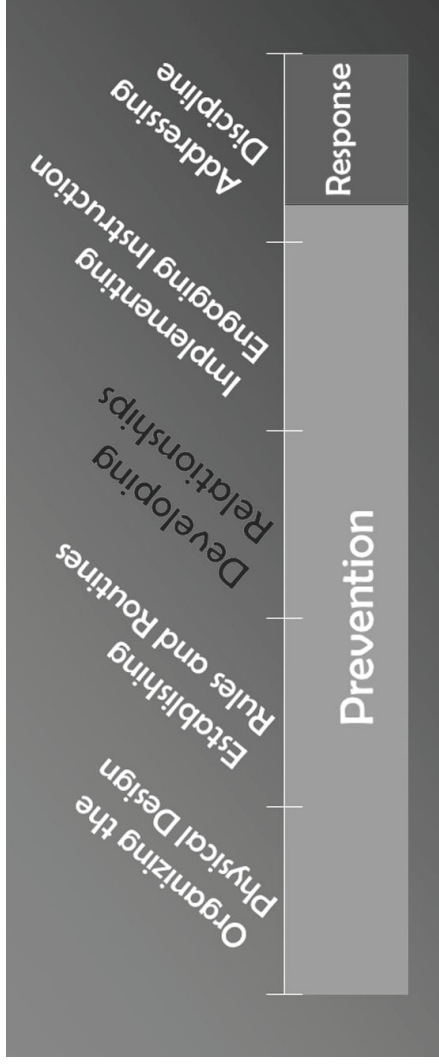 Organizing the
Physical Design
Establishing
Rules and Routines
Developing
Relationships
Implementing
Engaging Instruction
Addressing
Discipline
Prevention
Response